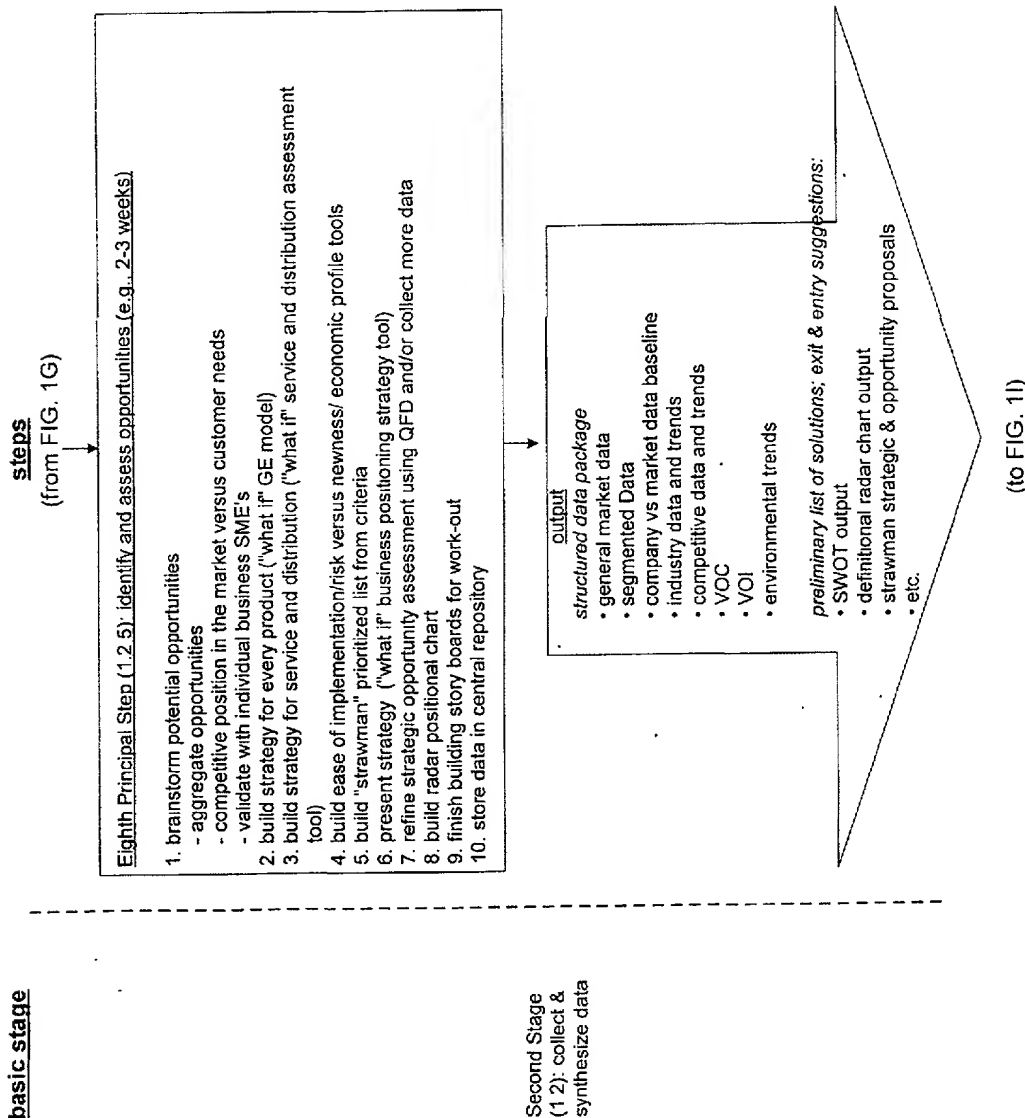 basic stage
steps
(from FIG. 1G)
Second Stage
(1 2): collect &
synthesize data
Eighth Principal Step (1.2 5): identify and assess opportunities (e.g., 2-3 weeks)
1. brainstorm potential opportunities
- aggregate opportunities
- competitive position in the market versus customer needs
- validate with individual business SME's
2. build strategy for every product ("what if" GE model)
3. build strategy for service and distribution ("what if" service and distribution assessment
tool)
4. build ease of implementation/risk versus newness/ economic profile tools
5. build "strawman" prioritized list from criteria
6. present strategy ("what if" business positioning strategy tool)
7. refine strategic opportunity assessment using QFD and/or collect more data
8. build radar positional chart
9. finish building story boards for work-out
10. store data in central repository
output
structured data package
• general market data
• segmented Data
• company vs market data baseline
• industry data and trends
• competitive data and trends
• VOC
• VOI
• environmental trends
preliminary list of solutions; exit & entry suggestions:
• SWOT output
• definitional radar chart output
• strawman strategic & opportunity proposals
• etc.
(to FIG. 1I)